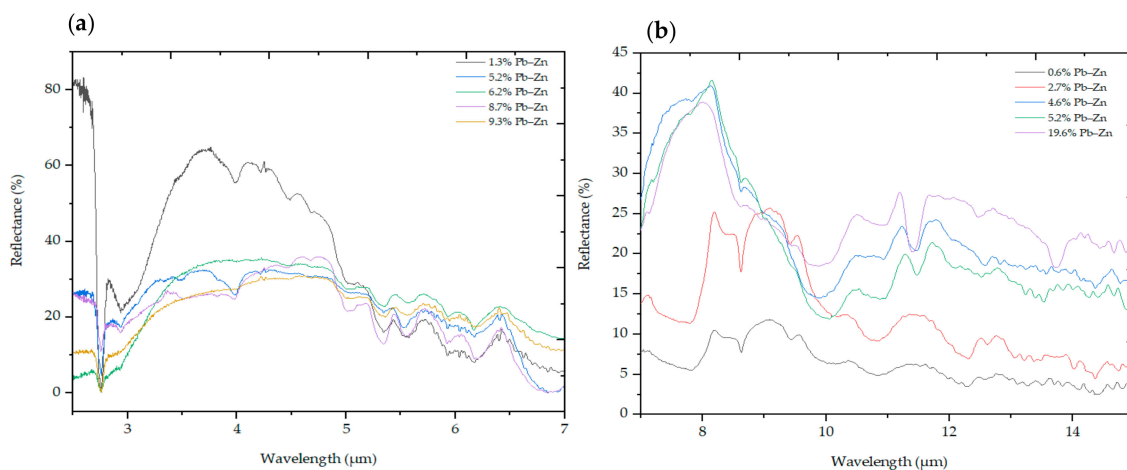 (a)
80
60
40
20
0
Reflectance (%)
1.3% Pb–Zn
5.2% Pb–Zn
6.2% Pb–Zn
8.7% Pb–Zn
9.3% Pb–Zn
3 4 5 6 7
Wavelength (μm)
(b)
45
40
35
30
25
20
15
10
5
0
Reflectance (%)
0.6% Pb–Zn
2.7% Pb–Zn
4.6% Pb–Zn
5.2% Pb–Zn
19.6% Pb–Zn
8 10 12 14
Wavelength (μm)